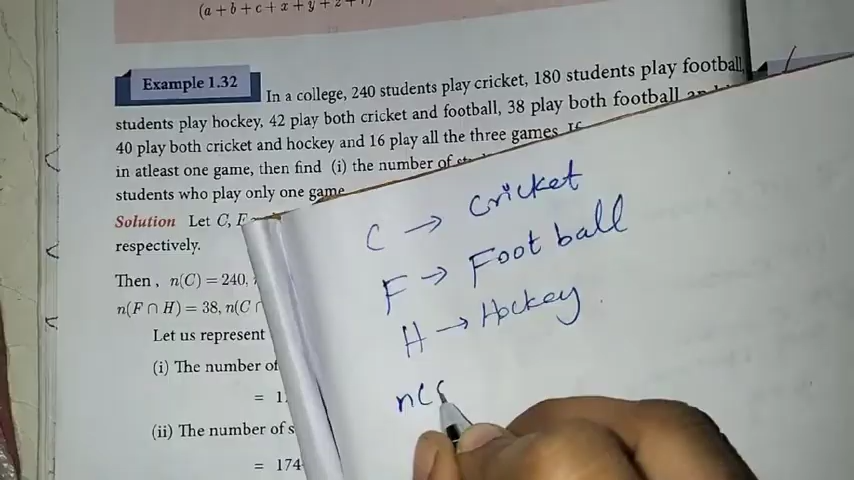 (a + b + c + x + y + z + r)
Example 1.32 In a college, 240 students play cricket, 180 students play football,
students play hockey, 42 play both cricket and football, 38 play both football and
40 play both cricket and hockey and 16 play all the three games. If
in atleast one game, then find (i) the number of
students who play only one game
Solution Let C, F
respectively.
Then, n(C) = 240,
n(F ∩ H) = 38, n(C ∩
Let us represent
(i) The number of
= 1
(ii) The number of s
= 174
C → Cricket
F → Foot ball
H → Hockey
n(C